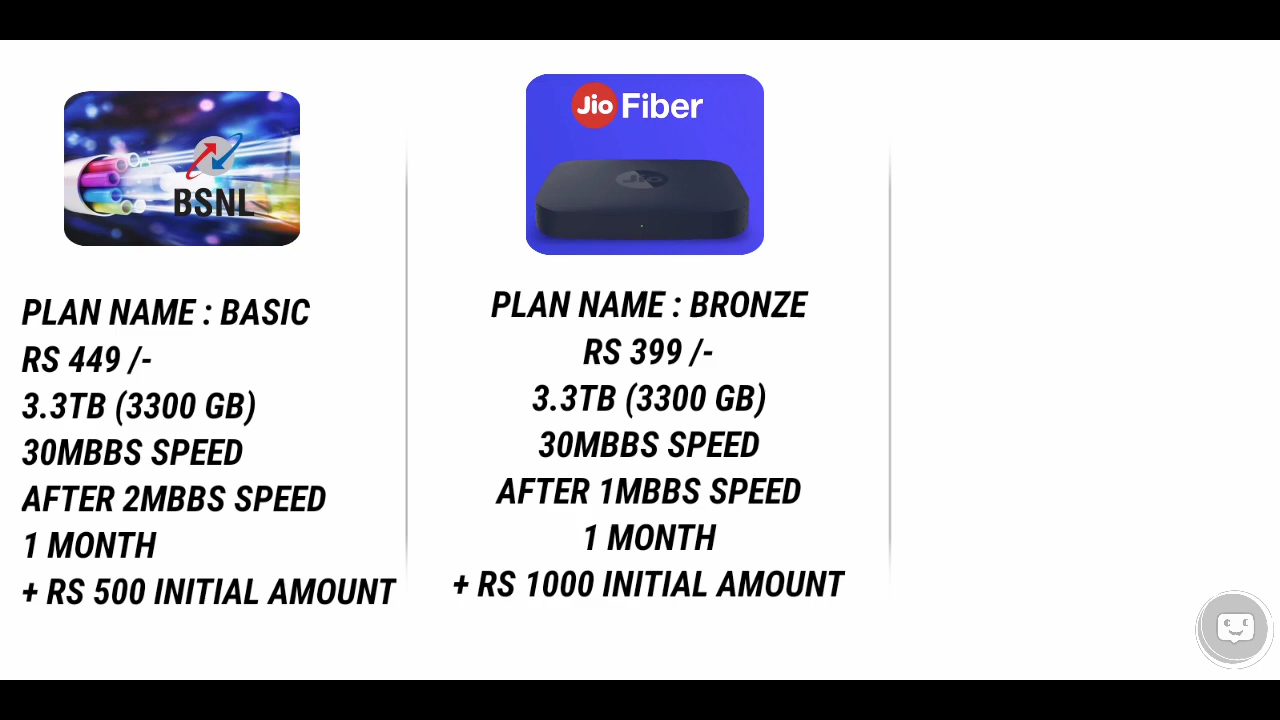 BSNL
PLAN NAME : BASIC
RS 449 /-
3.3TB (3300 GB)
30MBBS SPEED
AFTER 2MBBS SPEED
1 MONTH
+ RS 500 INITIAL AMOUNT
Jio Fiber
Jio
PLAN NAME : BRONZE
RS 399 /-
3.3TB (3300 GB)
30MBBS SPEED
AFTER 1MBBS SPEED
1 MONTH
+ RS 1000 INITIAL AMOUNT